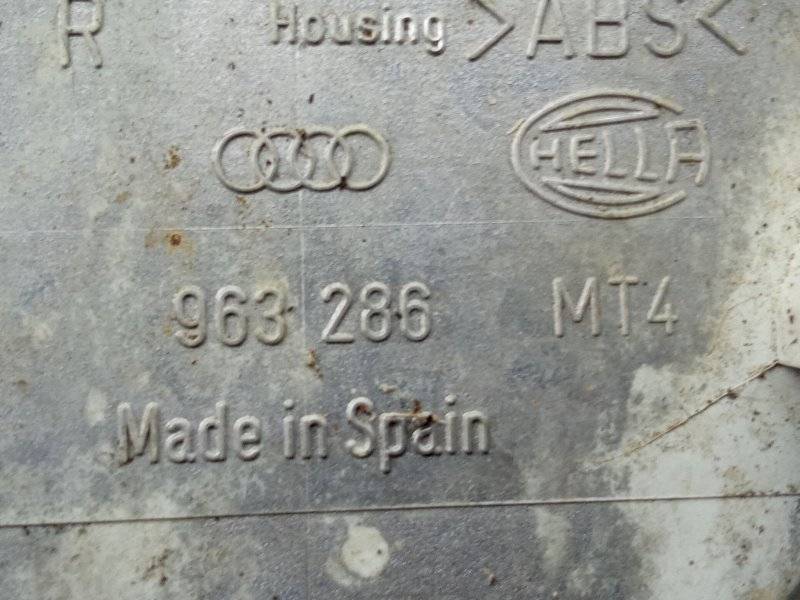 R Housing >ABS<
HELLA
963 286 MT4
Made in Spain